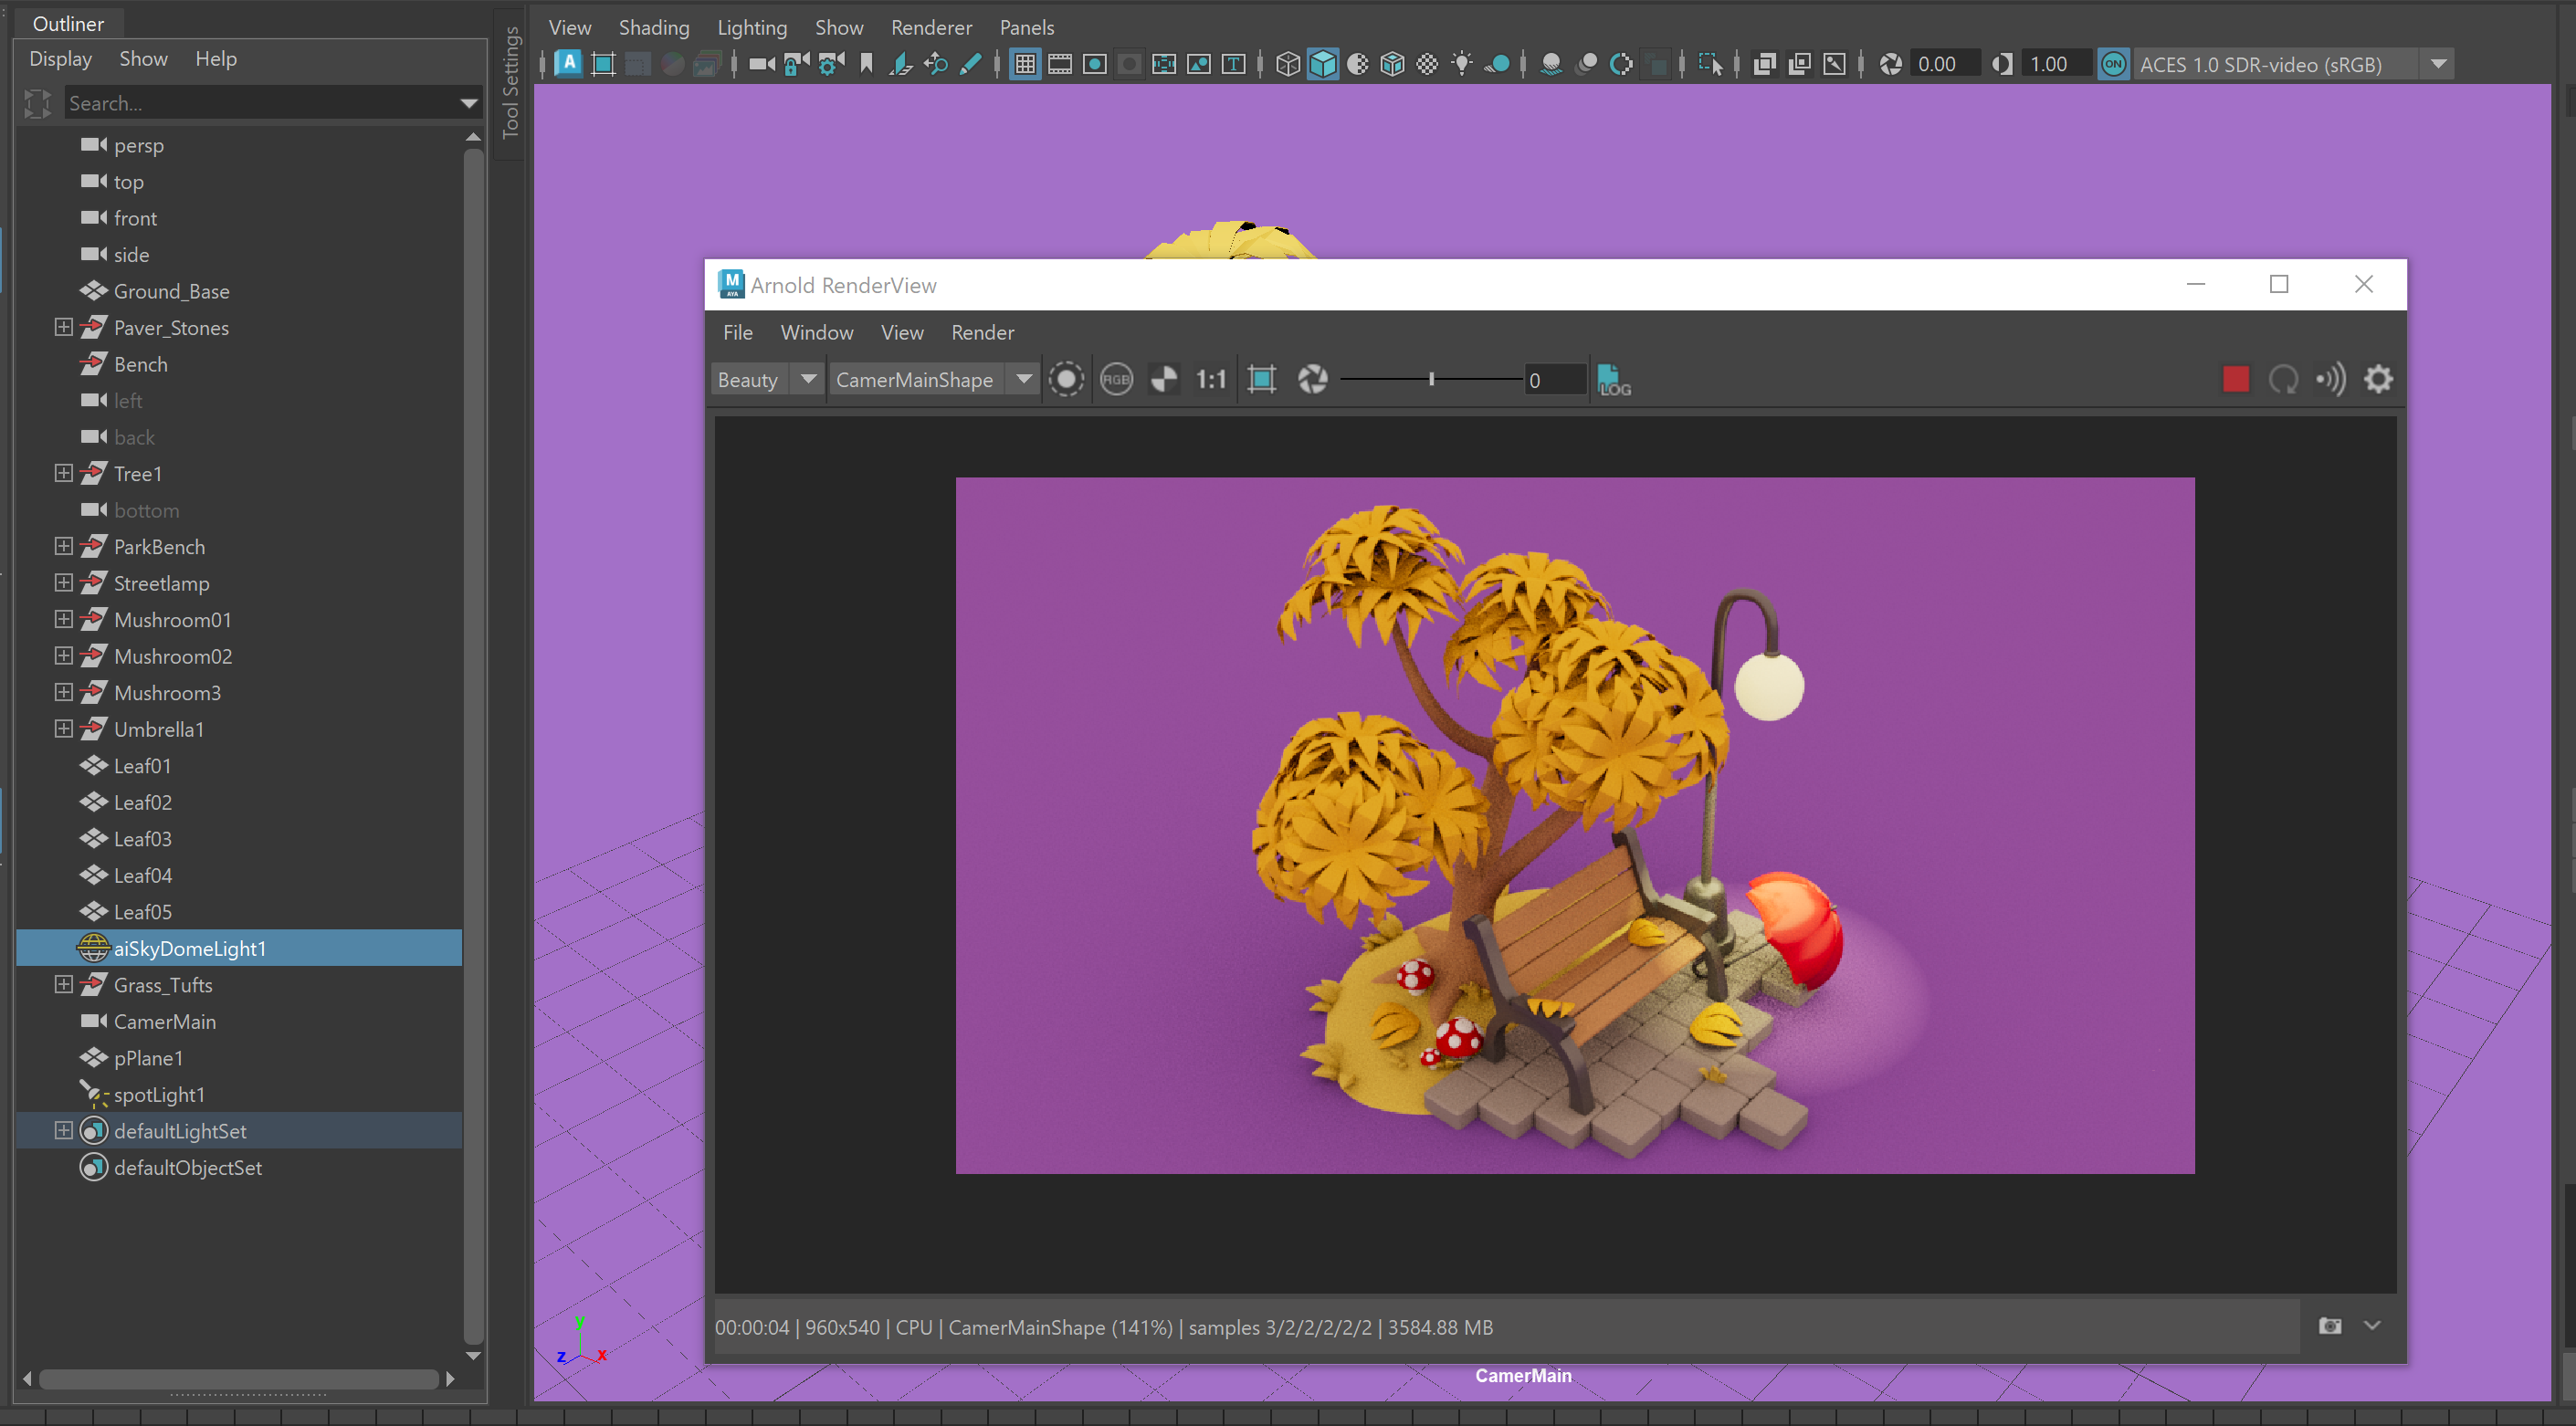 Outliner
Display Show Help
Search...
persp
top
front
side
Ground_Base
Paver_Stones
Bench
left
back
Tree1
bottom
ParkBench
Streetlamp
Mushroom01
Mushroom02
Mushroom3
Umbrella1
Leaf01
Leaf02
Leaf03
Leaf04
Leaf05
aiSkyDomeLight1
Grass_Tufts
CamerMain
pPlane1
spotLight1
defaultLightSet
defaultObjectSet
Tool Settings
View Shading Lighting Show Renderer Panels
A T 0.00 1.00 ON ACES 1.0 SDR-video (sRGB)
M AYA Arnold RenderView
File Window View Render
Beauty CamerMainShape RGB 1:1 0 LOG
00:00:04 | 960x540 | CPU | CamerMainShape (141%) | samples 3/2/2/2/2/2 | 3584.88 MB
y
z x
CamerMain